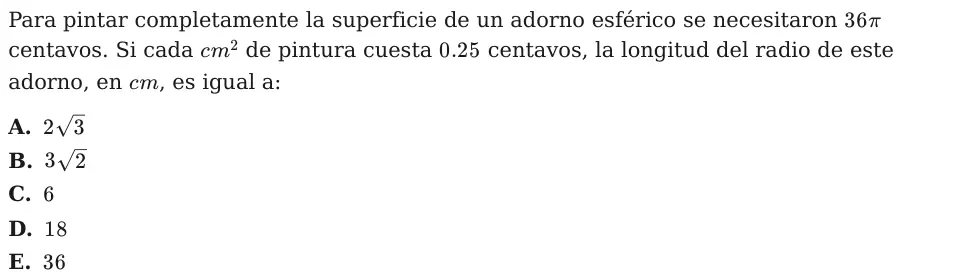 Para pintar completamente la superficie de un adorno esférico se necesitaron 36π
centavos. Si cada cm² de pintura cuesta 0.25 centavos, la longitud del radio de este
adorno, en cm, es igual a:
A. 2√3
B. 3√2
C. 6
D. 18
E. 36